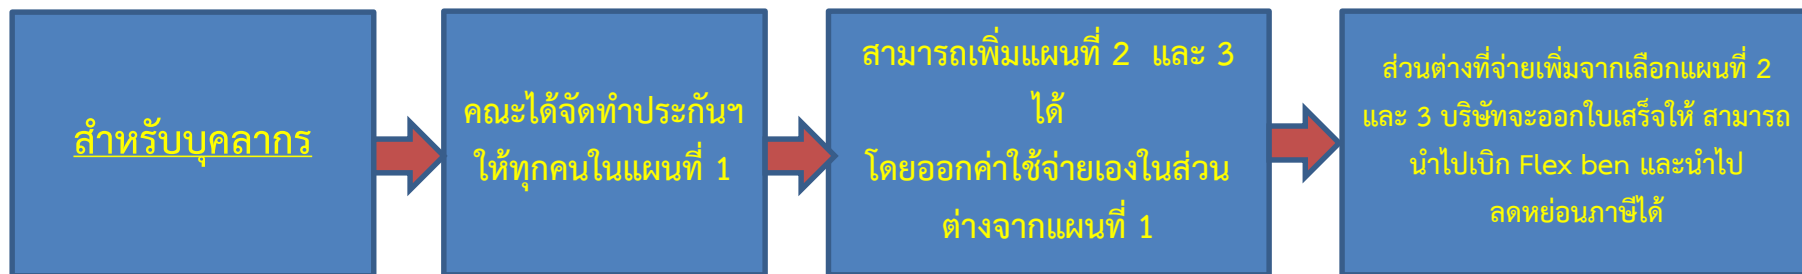 สำหรับบุคลากร
คณะได้จัดทำประกันฯ
ให้ทุกคนในแผนที่ 1
สามารถเพิ่มแผนที่ 2 และ 3
ได้
โดยออกค่าใช้จ่ายเองในส่วน
ต่างจากแผนที่ 1
ส่วนต่างที่จ่ายเพิ่มจากเลือกแผนที่ 2
และ 3 บริษัทจะออกใบเสร็จให้ สามารถ
นำไปเบิก Flex ben และนำไป
ลดหย่อนภาษีได้